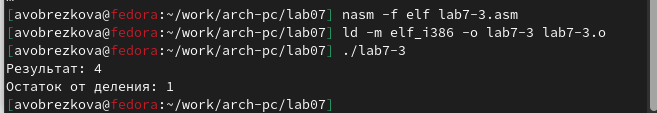 [avobrezkova@fedora:~/work/arch-pc/lab07] nasm -f elf lab7-3.asm
[avobrezkova@fedora:~/work/arch-pc/lab07] ld -m elf_i386 -o lab7-3 lab7-3.o
[avobrezkova@fedora:~/work/arch-pc/lab07] ./lab7-3
Результат: 4
Остаток от деления: 1
[avobrezkova@fedora:~/work/arch-pc/lab07]